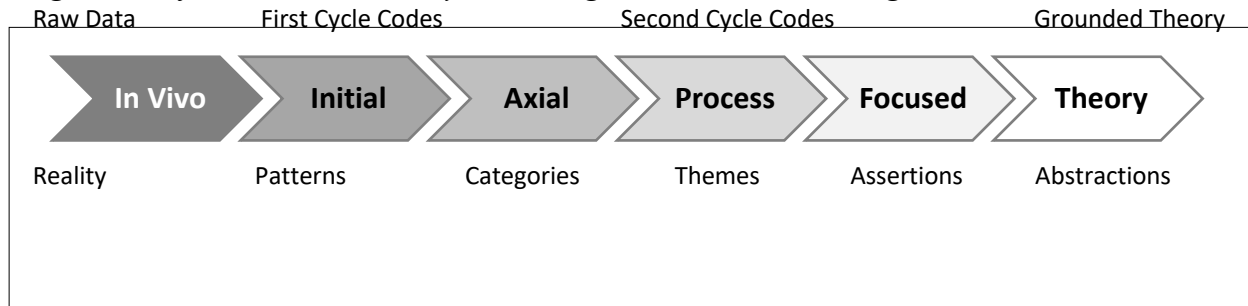 Raw Data First Cycle Codes Second Cycle Codes Grounded Theory
In Vivo Initial Axial Process Focused Theory
Reality Patterns Categories Themes Assertions Abstractions